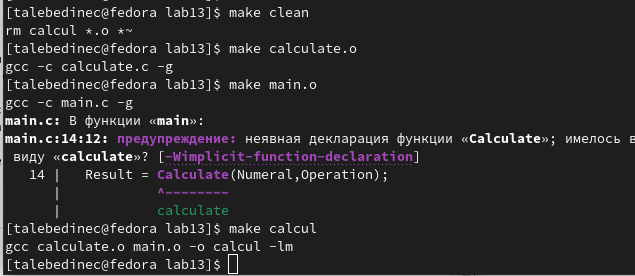 [talebedinec@fedora lab13]$ make clean
rm calcul *.o *~
[talebedinec@fedora lab13]$ make calculate.o
gcc -c calculate.c -g
[talebedinec@fedora lab13]$ make main.o
gcc -c main.c -g
main.c: В функции «main»:
main.c:14:12: предупреждение: неявная декларация функции «Calculate»; имелось в
виду «calculate»? [-Wimplicit-function-declaration]
14 | Result = Calculate(Numeral,Operation);
| ^~~~~~~~~
| calculate
[talebedinec@fedora lab13]$ make calcul
gcc calculate.o main.o -o calcul -lm
[talebedinec@fedora lab13]$